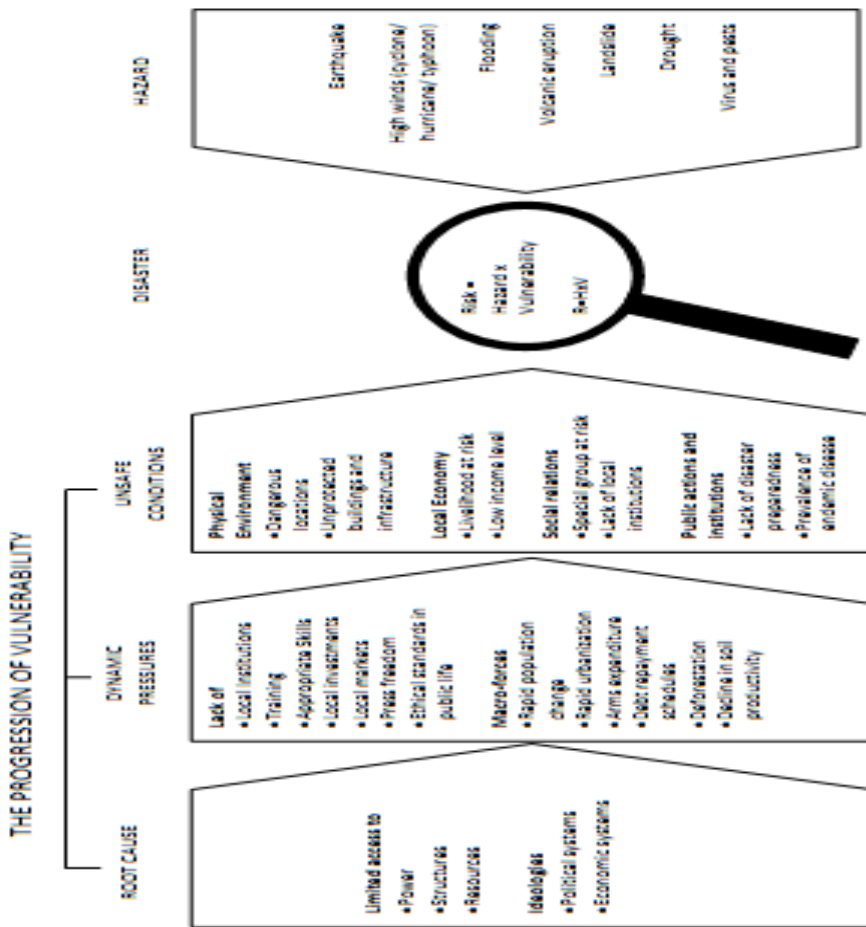 THE PROGRESSION OF VULNERABILITY
ROOT CAUSE
Limited access to
•Power
•Structures
•Resources
Ideologies
•Political systems
•Economic systems
DYNAMIC
PRESSURES
Lack of
•Local Institutions
•Training
•Appropriate Skills
•Local investments
•Local markets
•Press freedom
•Ethical standards in
public life
Macro-forces
•Rapid population
change
•Rapid urbanization
•Arms expenditure
•Debt repayment
schedules
•Deforestation
•Decline in soil
productivity
UNSAFE
CONDITIONS
Physical
Environment
•Dangerous
locations
•Unprotected
buildings and
infrastructure
Local Economy
•Livelihood at risk
•Low income level
Social relations
•Special group at risk
•Lack of local
institutions
Public actions and
institutions
•Lack of disaster
preparedness
•Prevalence of
endemic disease
DISASTER
Risk =
Hazard x
Vulnerability
R=HxV
HAZARD
Earthquake
High winds (cyclone/
hurricane/ typhoon)
Flooding
Volcanic eruption
Landslide
Drought
Virus and pests